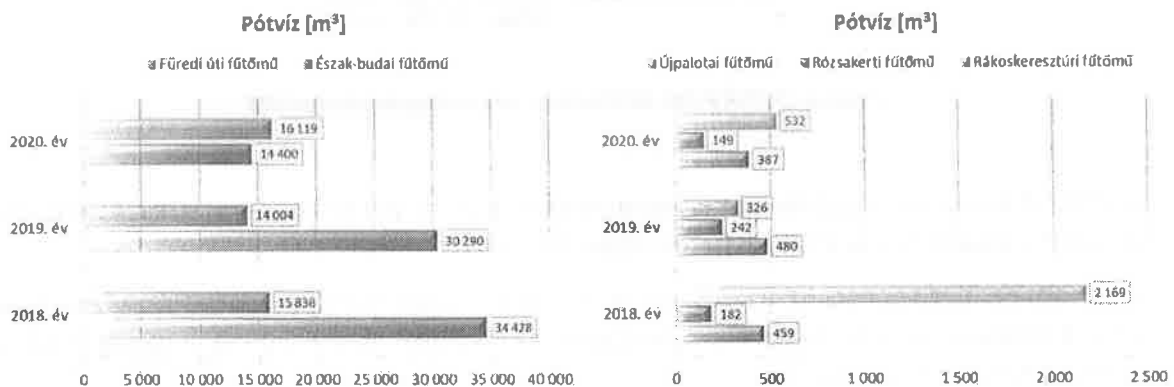 Pótvíz [m³]
Füredi úti fűtőmű Észak-budai fűtőmű
2020. év
16 119
14 400
2019. év
14 004
30 290
2018. év
15 838
34 428
0 5 000 10 000 15 000 20 000 25 000 30 000 35 000 40 000
Pótvíz [m³]
Újpalotai fűtőmű Rózsakerti fűtőmű Rákoskeresztúri fűtőmű
2020. év
532
149
387
2019. év
326
242
480
2018. év
2 169
182
459
0 500 1 000 1 500 2 000 2 500